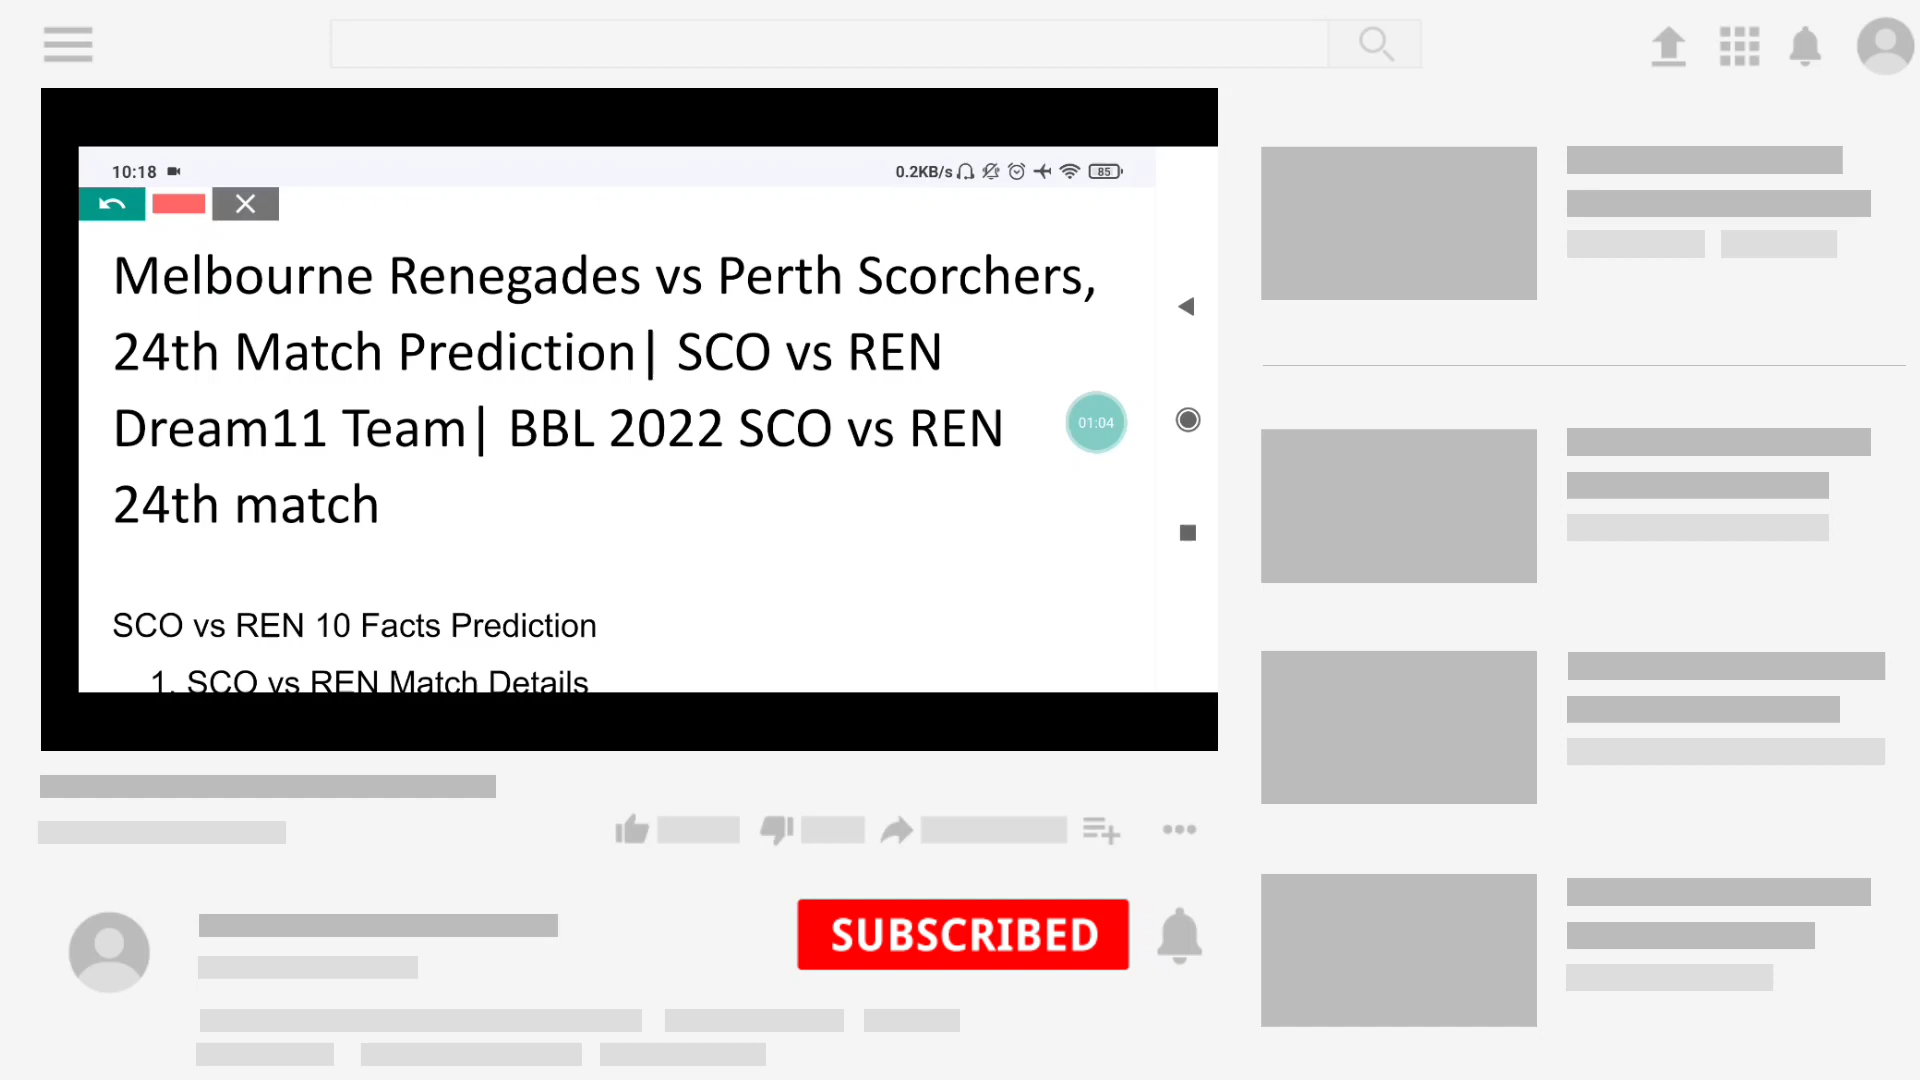 10:18
0.2KB/s 85
Melbourne Renegades vs Perth Scorchers,
24th Match Prediction| SCO vs REN
Dream11 Team| BBL 2022 SCO vs REN
01:04
24th match
SCO vs REN 10 Facts Prediction
1. SCO vs REN Match Details
SUBSCRIBED